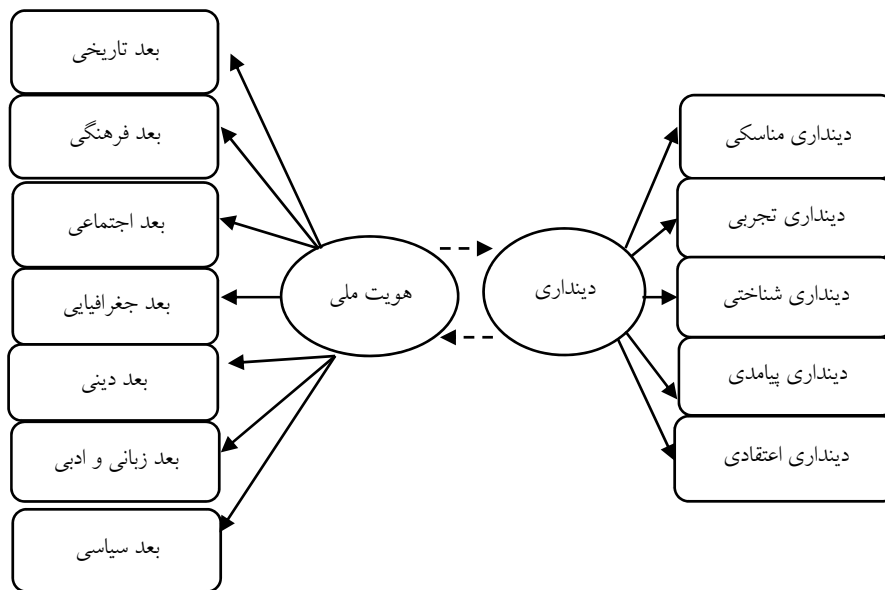 دینداری مناسکی
دینداری تجربی
دینداری شناختی
دینداری پیامدی
دینداری اعتقادی
دینداری
هویت ملی
بعد تاریخی
بعد فرهنگی
بعد اجتماعی
بعد جغرافیایی
بعد دینی
بعد زبانی و ادبی
بعد سیاسی